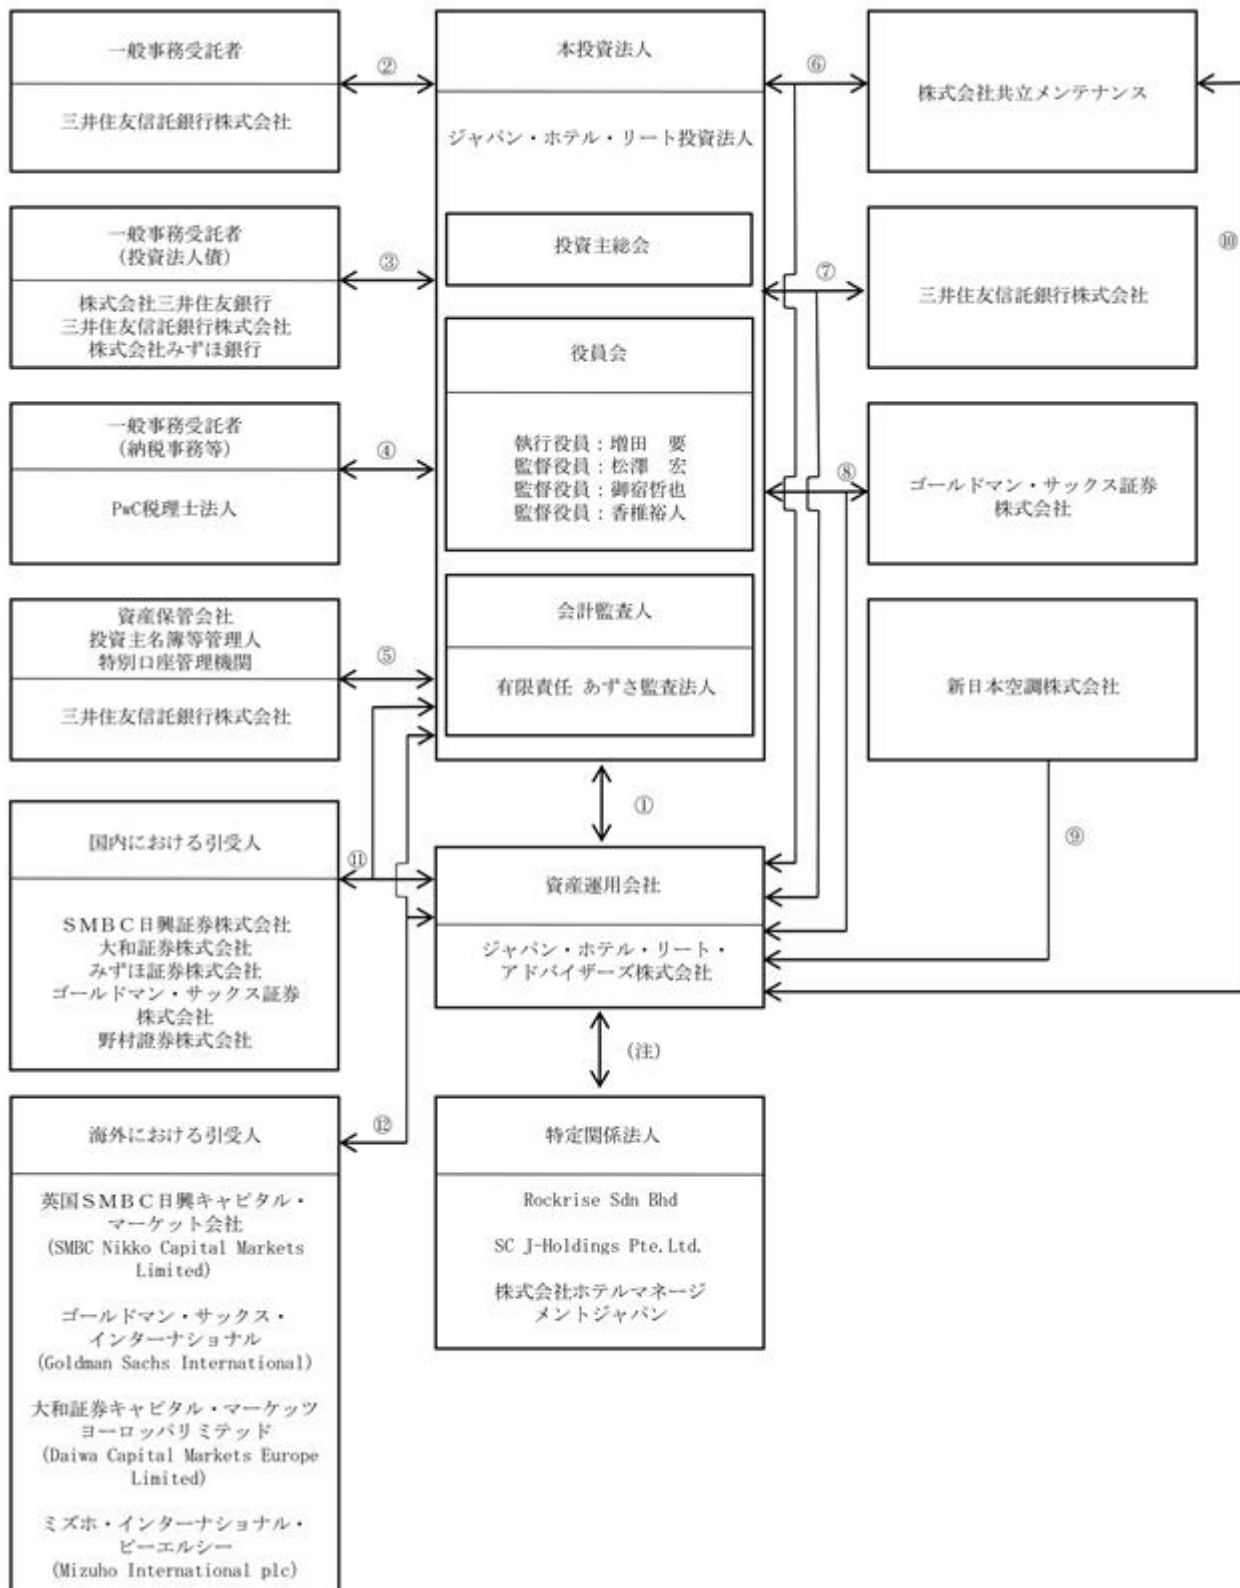 一般事務受託者
三井住友信託銀行株式会社
②
本投資法人
ジャパン・ホテル・リート投資法人
⑥
株式会社共立メンテナンス
⑩
一般事務受託者
(投資法人債)
株式会社三井住友銀行
三井住友信託銀行株式会社
株式会社みずほ銀行
③
投資主総会
⑦
三井住友信託銀行株式会社
役員会
執行役員：増田　要
監督役員：松澤　宏
監督役員：御宿哲也
監督役員：香椎裕人
一般事務受託者
(納税事務等)
PwC税理士法人
④
⑧
ゴールドマン・サックス証券
株式会社
資産保管会社
投資主名簿等管理人
特別口座管理機関
三井住友信託銀行株式会社
⑤
会計監査人
有限責任 あずさ監査法人
新日本空調株式会社
①
⑨
国内における引受人
ＳＭＢＣ日興証券株式会社
大和証券株式会社
みずほ証券株式会社
ゴールドマン・サックス証券
株式会社
野村證券株式会社
⑪
資産運用会社
ジャパン・ホテル・リート・
アドバイザーズ株式会社
(注)
海外における引受人
英国ＳＭＢＣ日興キャピタル・
マーケット会社
(SMBC Nikko Capital Markets
Limited)
ゴールドマン・サックス・
インターナショナル
(Goldman Sachs International)
大和証券キャピタル・マーケッツ
ヨーロッパリミテッド
(Daiwa Capital Markets Europe
Limited)
ミズホ・インターナショナル・
ピーエルシー
(Mizuho International plc)
⑫
特定関係法人
Rockrise Sdn Bhd
SC J-Holdings Pte.Ltd.
株式会社ホテルマネージ
メントジャパン